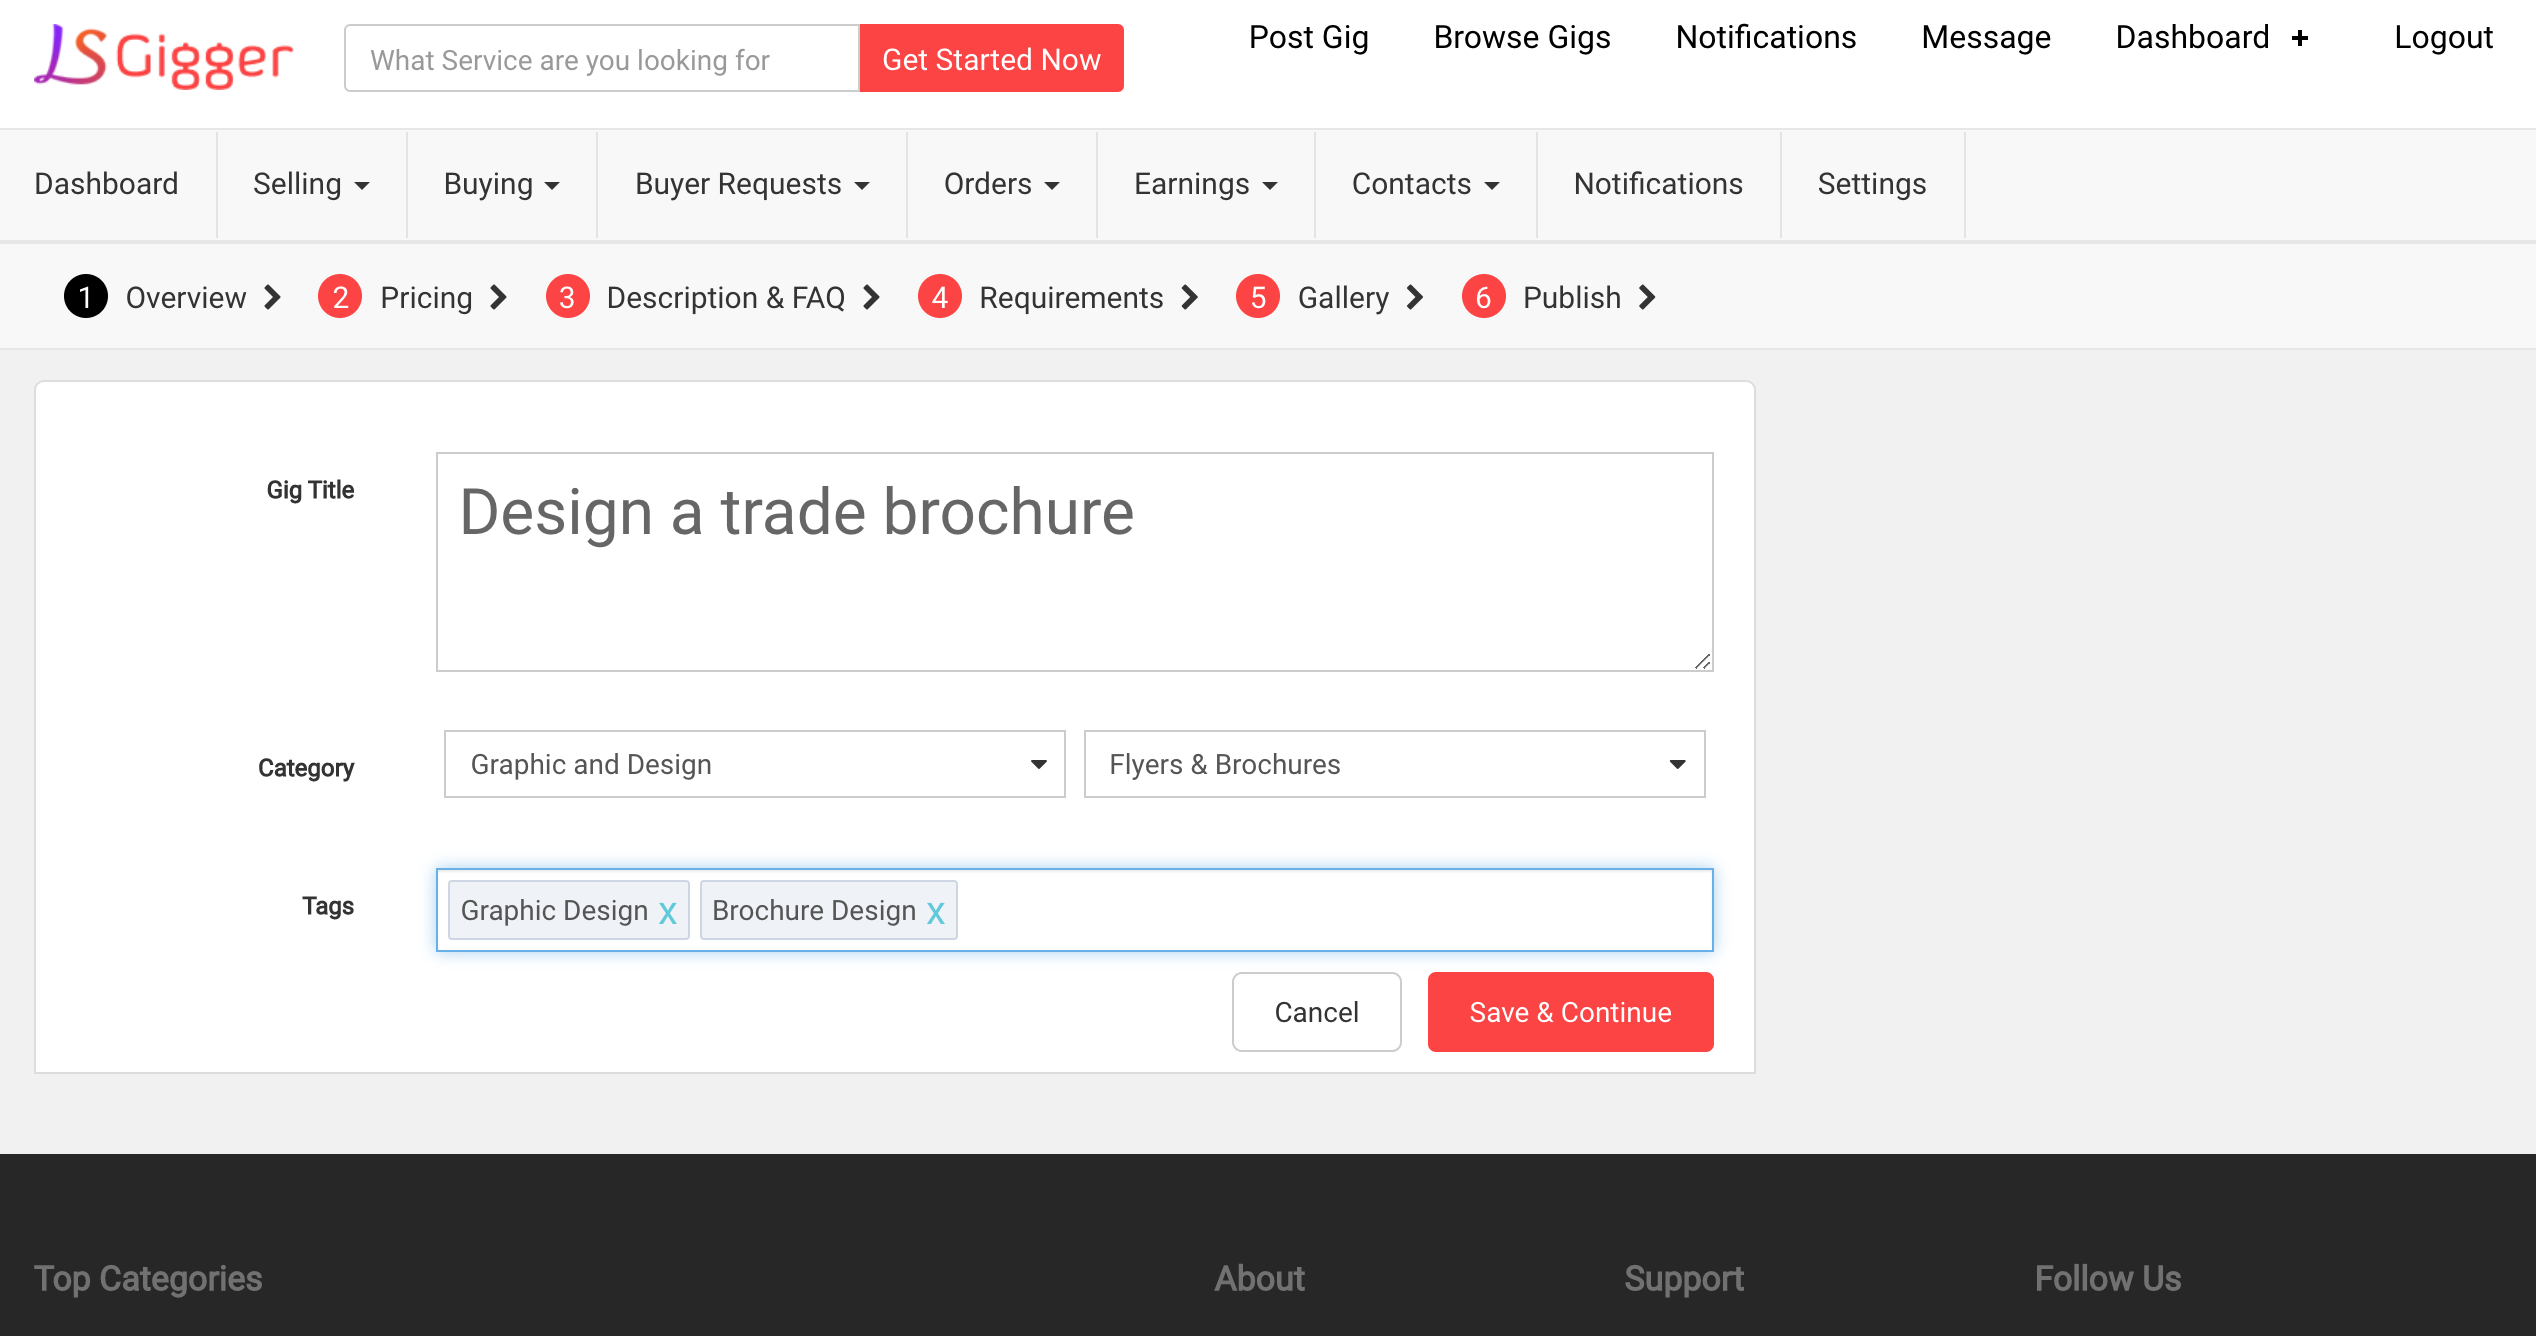 LS Gigger
What Service are you looking for
Get Started Now
Post Gig
Browse Gigs
Notifications
Message
Dashboard +
Logout
Dashboard
Selling
Buying
Buyer Requests
Orders
Earnings
Contacts
Notifications
Settings
1 Overview
2 Pricing
3 Description & FAQ
4 Requirements
5 Gallery
6 Publish
Gig Title
Design a trade brochure
Category
Graphic and Design
Flyers & Brochures
Tags
Graphic Design x
Brochure Design x
Cancel
Save & Continue
Top Categories
About
Support
Follow Us